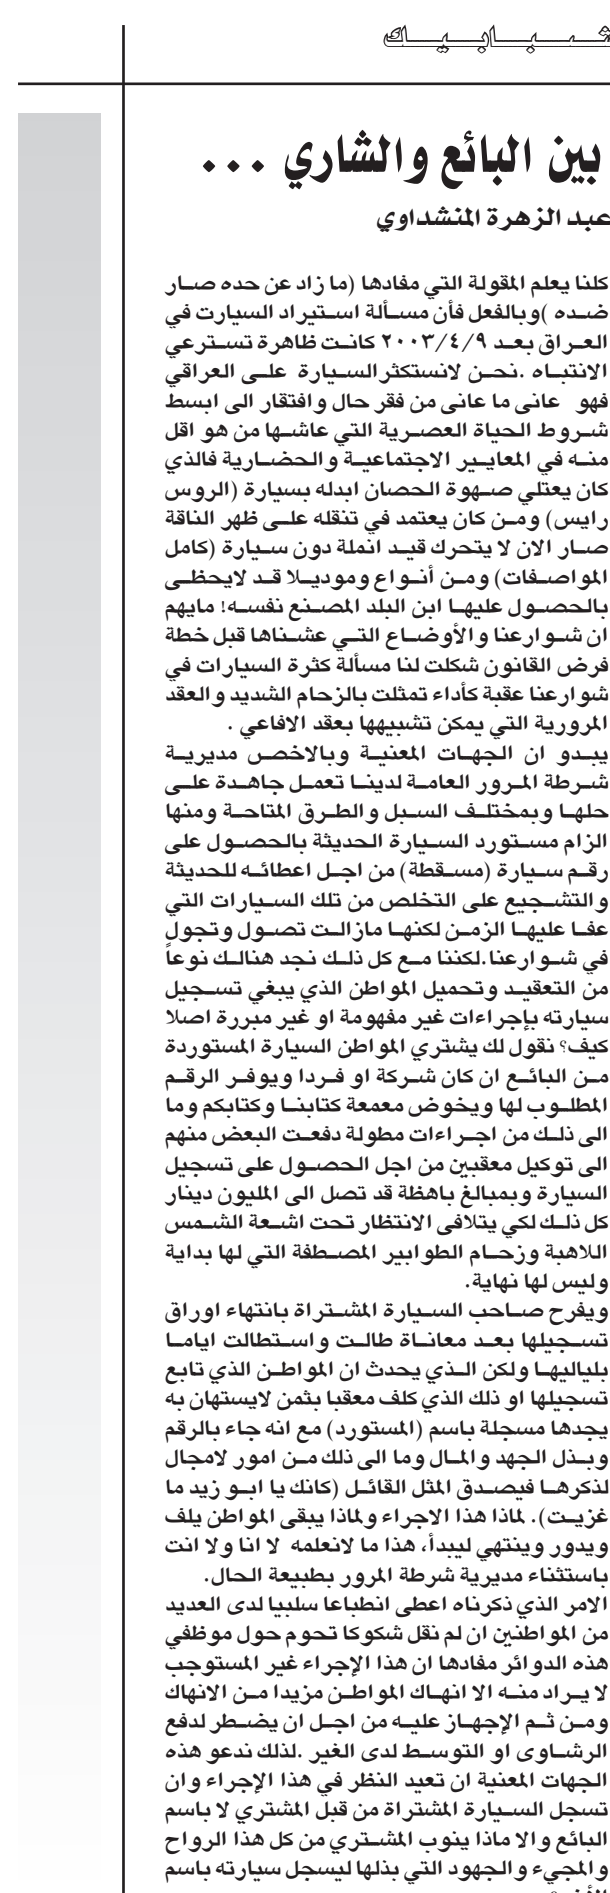 شبابيك
بين البائع والشاري ...
عبد الزهرة المنشداوي
كلنا يعلم المقولة التي مفادها (ما زاد عن حده صار
ضده )وبالفعل فأن مسألة استيراد السيارت في
العراق بعد ٢٠٠٣/٤/٩ كانت ظاهرة تسترعي
الانتباه .نحن لانستكثرالسيارة على العراقي
فهو عانى ما عانى من فقر حال وافتقار الى ابسط
شروط الحياة العصرية التي عاشها من هو اقل
منه في المعايير الاجتماعية والحضارية فالذي
كان يعتلي صهوة الحصان ابدله بسيارة (الروس
رايس) ومن كان يعتمد في تنقله على ظهر الناقة
صار الان لا يتحرك قيد انملة دون سيارة (كامل
المواصفات) ومن أنواع وموديلا قد لايحظى
بالحصول عليها ابن البلد المصنع نفسه! مايهم
ان شوارعنا والأوضاع التي عشناها قبل خطة
فرض القانون شكلت لنا مسألة كثرة السيارات في
شوارعنا عقبة كأداء تمثلت بالزحام الشديد والعقد
المرورية التي يمكن تشبيهها بعقد الافاعي .
يبدو ان الجهات المعنية وبالاخص مديرية
شرطة المرور العامة لدينا تعمل جاهدة على
حلها وبمختلف السبل والطرق المتاحة ومنها
الزام مستورد السيارة الحديثة بالحصول على
رقم سيارة (مسقطة) من اجل اعطائه للحديثة
والتشجيع على التخلص من تلك السيارات التي
عفا عليها الزمن لكنها مازالت تصول وتجول
في شوارعنا.لكننا مع كل ذلك نجد هنالك نوعاً
من التعقيد وتحميل المواطن الذي يبغي تسجيل
سيارته بإجراءات غير مفهومة او غير مبررة اصلا
كيف؟ نقول لك يشتري المواطن السيارة المستوردة
من البائع ان كان شركة او فردا ويوفر الرقم
المطلوب لها ويخوض معمعة كتابنا وكتابكم وما
الى ذلك من اجراءات مطولة دفعت البعض منهم
الى توكيل معقبين من اجل الحصول على تسجيل
السيارة وبمبالغ باهظة قد تصل الى المليون دينار
كل ذلك لكي يتلافى الانتظار تحت اشعة الشمس
اللاهبة وزحام الطوابير المصطفة التي لها بداية
وليس لها نهاية.
ويفرح صاحب السيارة المشتراة بانتهاء اوراق
تسجيلها بعد معاناة طالت واستطالت اياما
بلياليها ولكن الذي يحدث ان المواطن الذي تابع
تسجيلها او ذلك الذي كلف معقبا بثمن لايستهان به
يجدها مسجلة باسم (المستورد) مع انه جاء بالرقم
وبذل الجهد والمال وما الى ذلك من امور لامجال
لذكرها فيصدق المثل القائل (كانك يا ابو زيد ما
غزيت). لماذا هذا الاجراء ولماذا يبقى المواطن يلف
ويدور وينتهي ليبدأ، هذا ما لانعلمه لا انا ولا انت
باستثناء مديرية شرطة المرور بطبيعة الحال.
الامر الذي ذكرناه اعطى انطباعا سلبيا لدى العديد
من المواطنين ان لم نقل شكوكا تحوم حول موظفي
هذه الدوائر مفادها ان هذا الإجراء غير المستوجب
لا يراد منه الا انهاك المواطن مزيدا من الانهاك
ومن ثم الإجهاز عليه من اجل ان يضطر لدفع
الرشاوى او التوسط لدى الغير .لذلك ندعو هذه
الجهات المعنية ان تعيد النظر في هذا الإجراء وان
تسجل السيارة المشتراة من قبل المشتري لا باسم
البائع والا ماذا ينوب المشتري من كل هذا الرواح
والمجيء والجهود التي بذلها ليسجل سيارته باسم